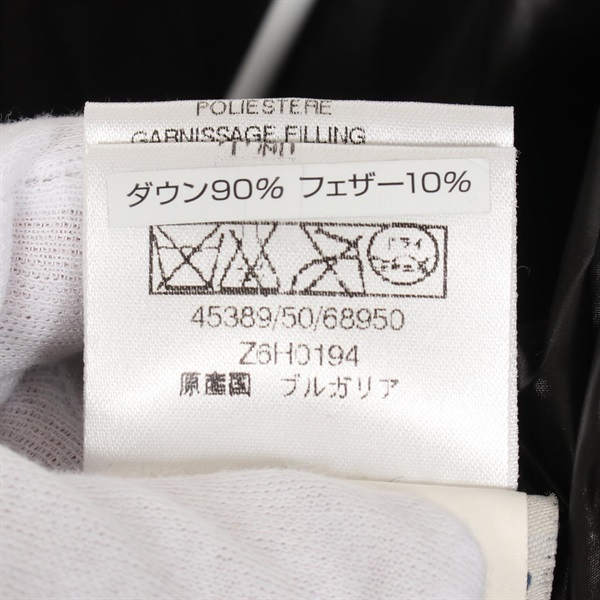 POLIESTERE
GARNISSAGE FILLING
ダウン90% フェザー10%
45389/50/68950
Z6H0194
原産国 ブルガリア